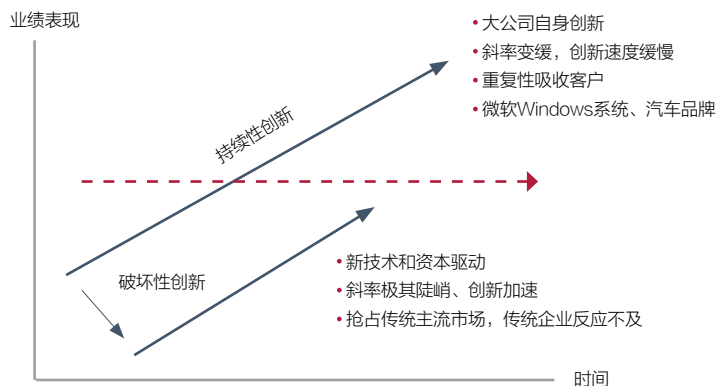 业绩表现
• 大公司自身创新
• 斜率变缓，创新速度缓慢
• 重复性吸收客户
• 微软Windows系统、汽车品牌
持续性创新
破坏性创新
• 新技术和资本驱动
• 斜率极其陡峭、创新加速
• 抢占传统主流市场，传统企业反应不及
时间